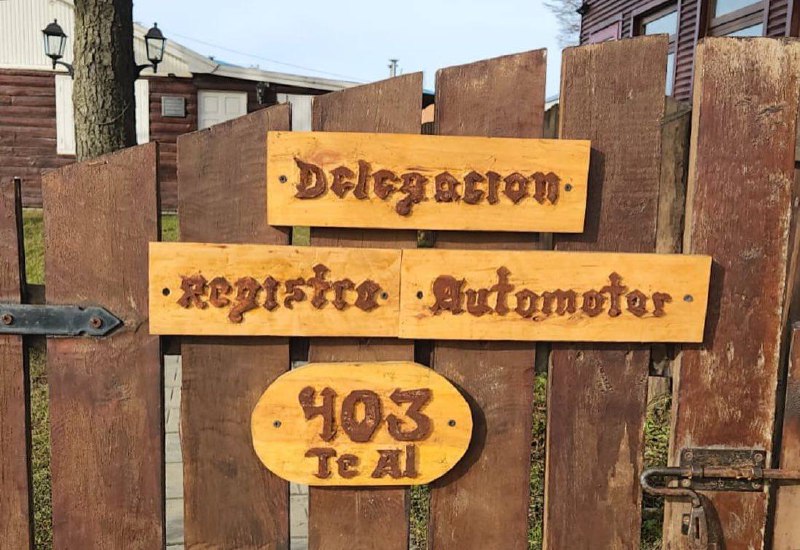 Delegacion
Registro Automotor
403
Te Al